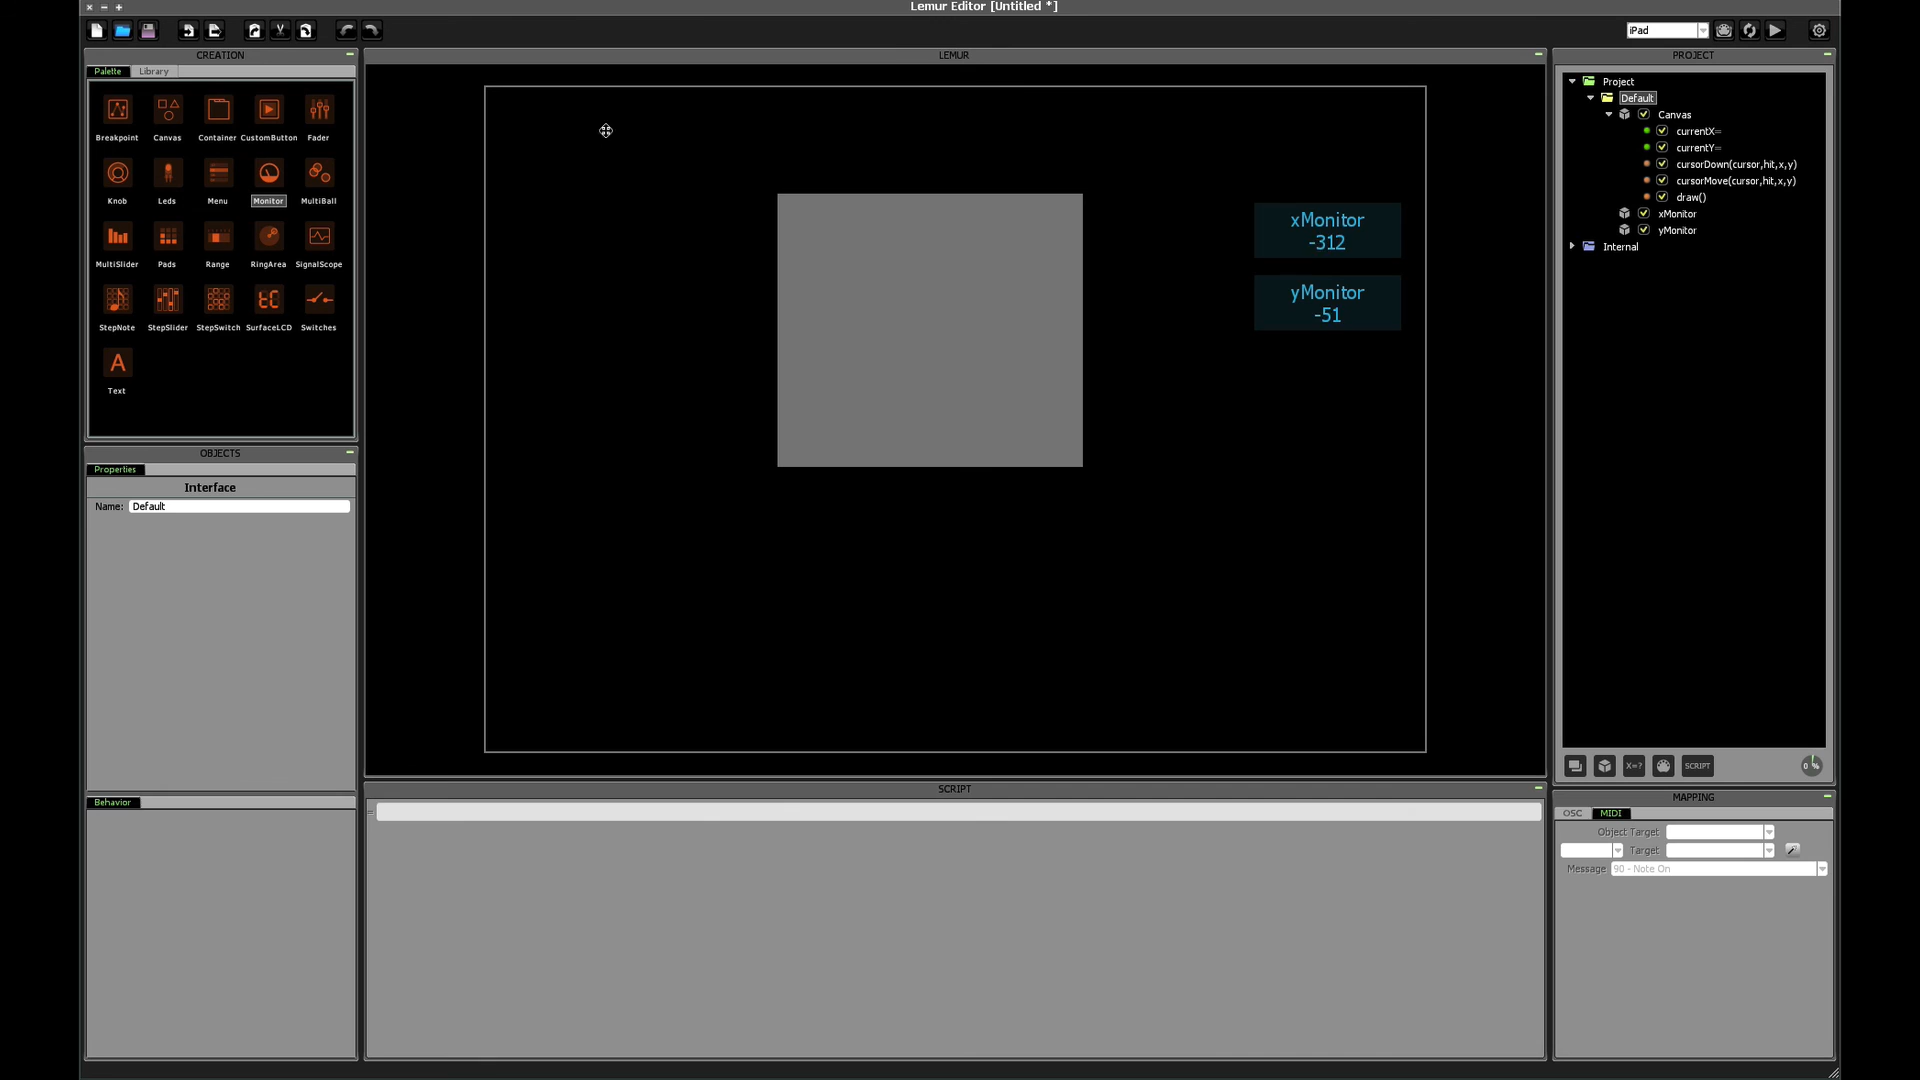 Lemur Editor [Untitled *]
iPad
CREATION
Palette Library
Breakpoint Canvas Container CustomButton Fader
Knob Leds Menu Monitor MultiBall
MultiSlider Pads Range RingArea SignalScope
StepNote StepSlider StepSwitch SurfaceLCD Switches
A
Text
OBJECTS
Properties
Interface
Name: Default
Behavior
LEMUR
xMonitor
-312
yMonitor
-51
SCRIPT
=
PROJECT
Project
Default
Canvas
currentX=
currentY=
cursorDown(cursor,hit,x,y)
cursorMove(cursor,hit,x,y)
draw()
xMonitor
yMonitor
Internal
X=? SCRIPT 0 %
MAPPING
OSC MIDI
Object Target
Target
Message 90 - Note On